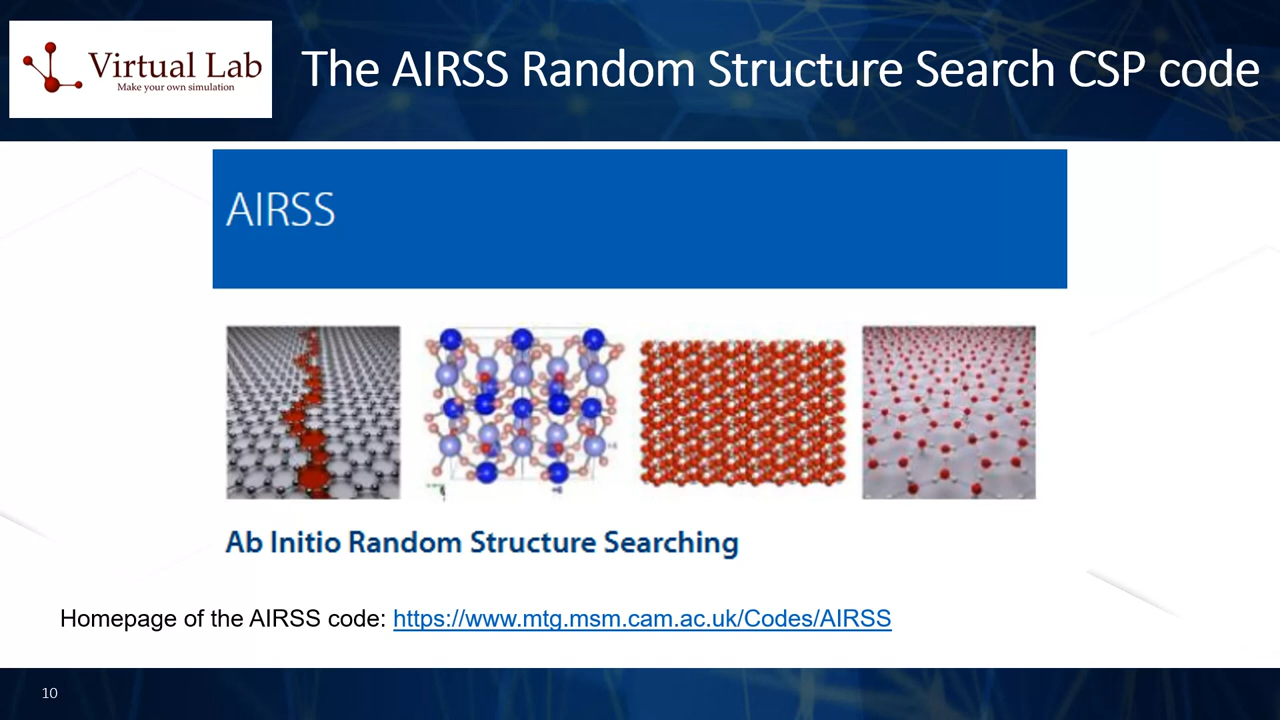 Virtual Lab
Make your own simulation
The AIRSS Random Structure Search CSP code
AIRSS
Ab Initio Random Structure Searching
Homepage of the AIRSS code: https://www.mtg.msm.cam.ac.uk/Codes/AIRSS
10